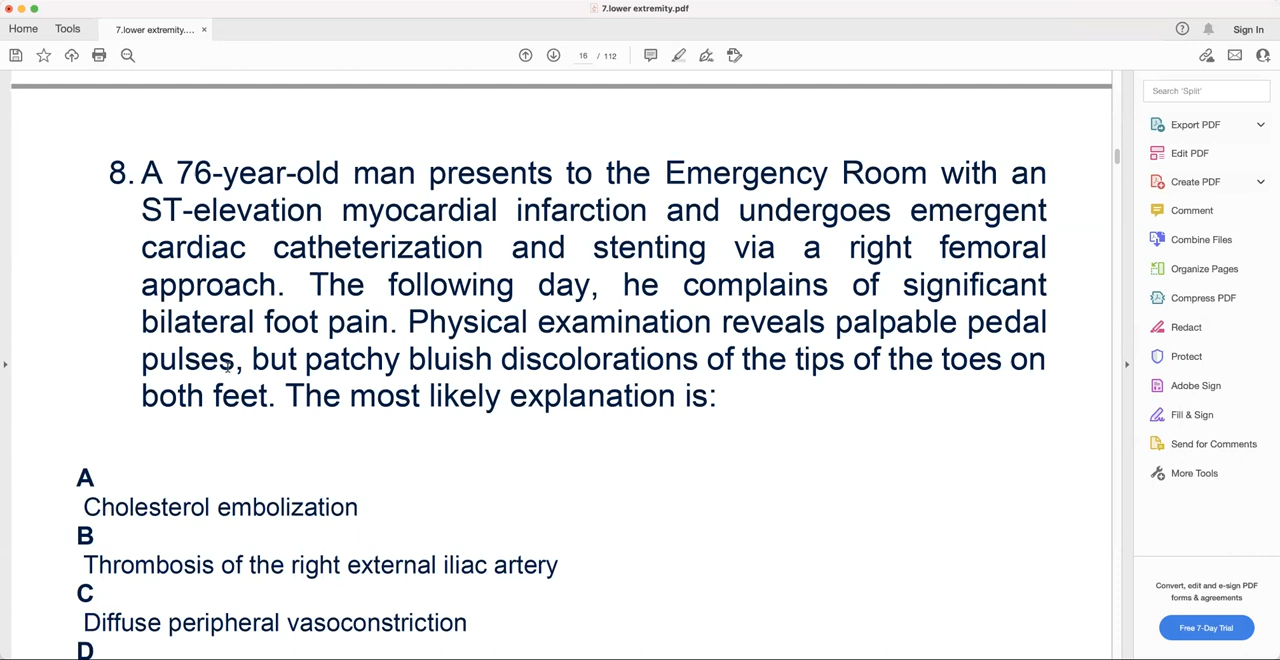 7.lower extremity.pdf
Home Tools 7.lower extremity.... × Sign In
16 / 112
Search 'Split'
Export PDF
Edit PDF
Create PDF
Comment
Combine Files
Organize Pages
Compress PDF
Redact
Protect
Adobe Sign
Fill & Sign
Send for Comments
More Tools
Convert, edit and e-sign PDF
forms & agreements
Free 7-Day Trial
8. A 76-year-old man presents to the Emergency Room with an
ST-elevation myocardial infarction and undergoes emergent
cardiac catheterization and stenting via a right femoral
approach. The following day, he complains of significant
bilateral foot pain. Physical examination reveals palpable pedal
pulses, but patchy bluish discolorations of the tips of the toes on
both feet. The most likely explanation is:
A
Cholesterol embolization
B
Thrombosis of the right external iliac artery
C
Diffuse peripheral vasoconstriction
D